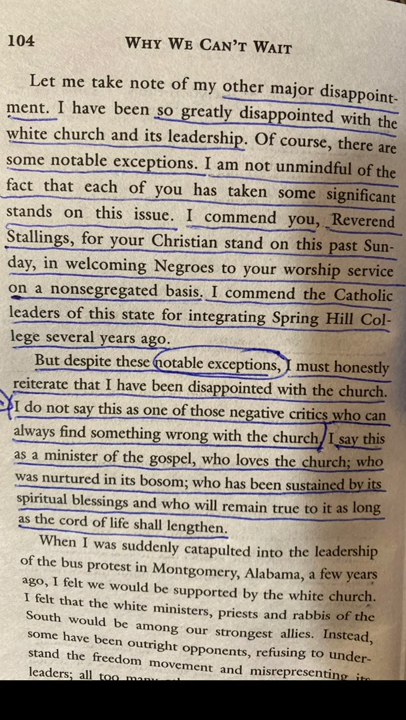 104 WHY WE CAN'T WAIT
Let me take note of my other major disappoint-
ment. I have been so greatly disappointed with the
white church and its leadership. Of course, there are
some notable exceptions. I am not unmindful of the
fact that each of you has taken some significant
stands on this issue. I commend you, Reverend
Stallings, for your Christian stand on this past Sun-
day, in welcoming Negroes to your worship service
on a nonsegregated basis. I commend the Catholic
leaders of this state for integrating Spring Hill Col-
lege several years ago.
But despite these notable exceptions, I must honestly
reiterate that I have been disappointed with the church.
I do not say this as one of those negative critics who can
always find something wrong with the church. I say this
as a minister of the gospel, who loves the church; who
was nurtured in its bosom; who has been sustained by its
spiritual blessings and who will remain true to it as long
as the cord of life shall lengthen.
When I was suddenly catapulted into the leadership
of the bus protest in Montgomery, Alabama, a few years
ago, I felt we would be supported by the white church.
I felt that the white ministers, priests and rabbis of the
South would be among our strongest allies. Instead,
some have been outright opponents, refusing to under-
stand the freedom movement and misrepresenting its
leaders; all too many